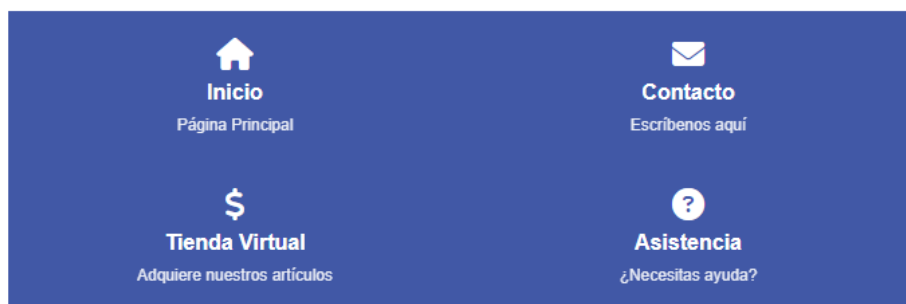 Inicio
Página Principal
Contacto
Escríbenos aquí
$
Tienda Virtual
Adquiere nuestros artículos
?
Asistencia
¿Necesitas ayuda?